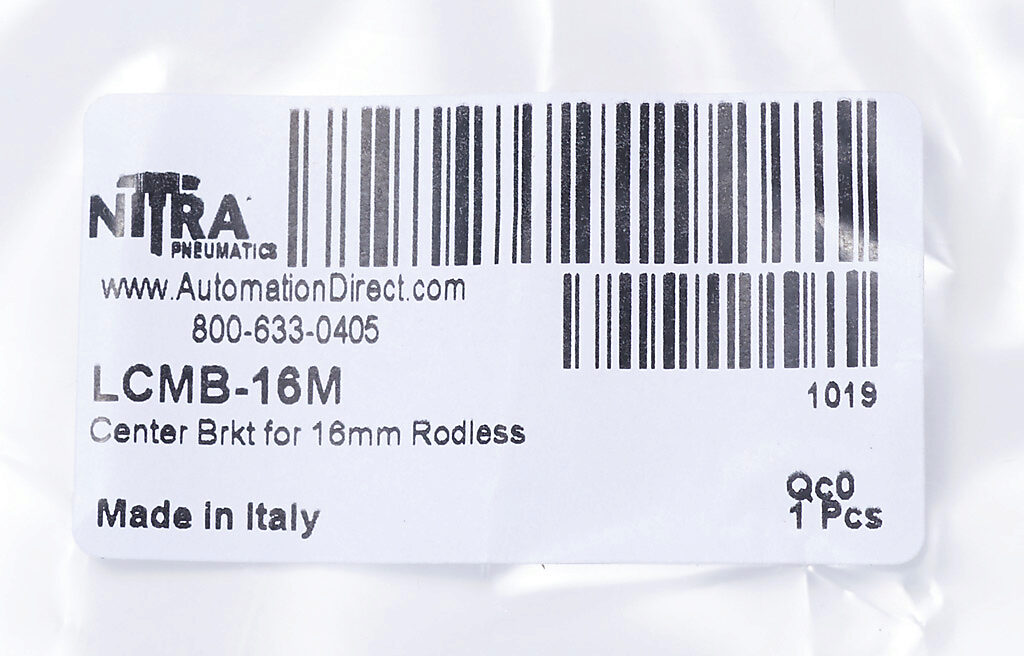 NITRA
PNEUMATICS
www.AutomationDirect.com
800-633-0405
LCMB-16M
1019
Center Brkt for 16mm Rodless
Qc0
Made in Italy
1 Pcs